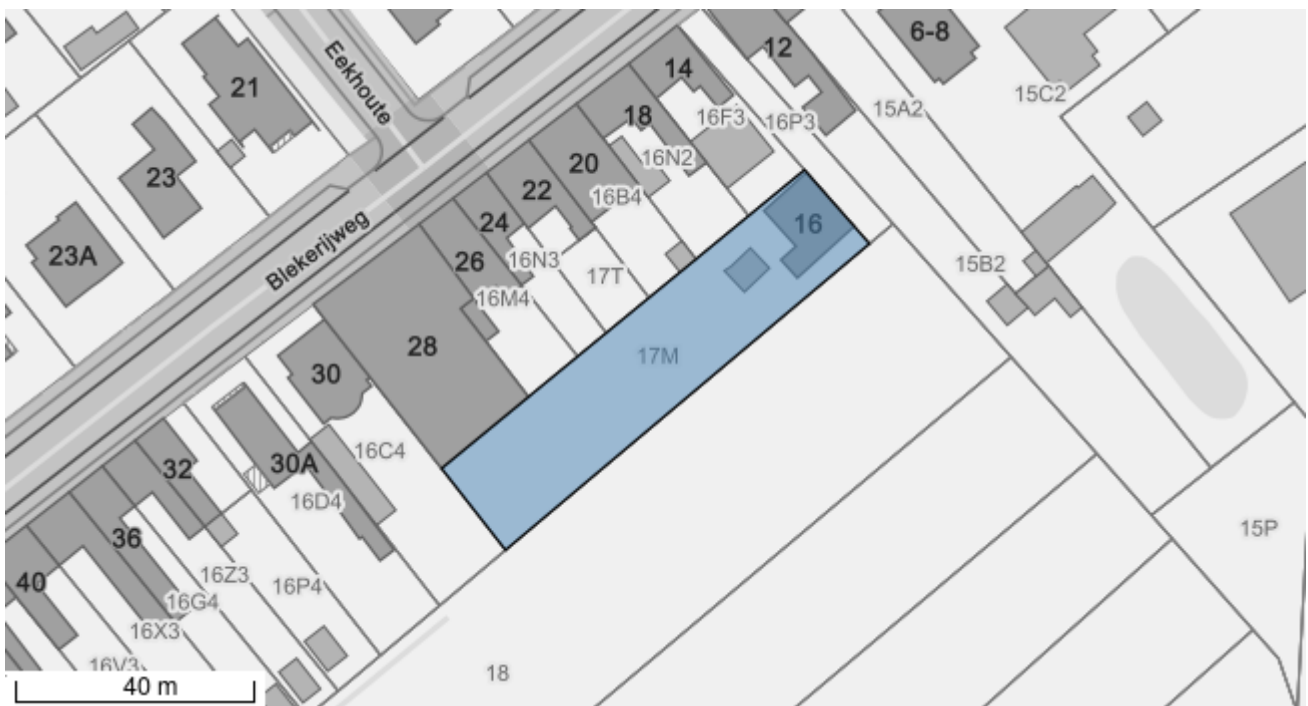 6-8
12
14
15C2
21
Eekhoute
15A2
16F3
16P3
18
16N2
20
23
22
16B4
24
16
Blekerijweg
23A
26
16N3
17T
15B2
16M4
28
17M
30
16C4
32
30A
16D4
15P
36
16Z3
40
16P4
16G4
16X3
16V3
18
40 m